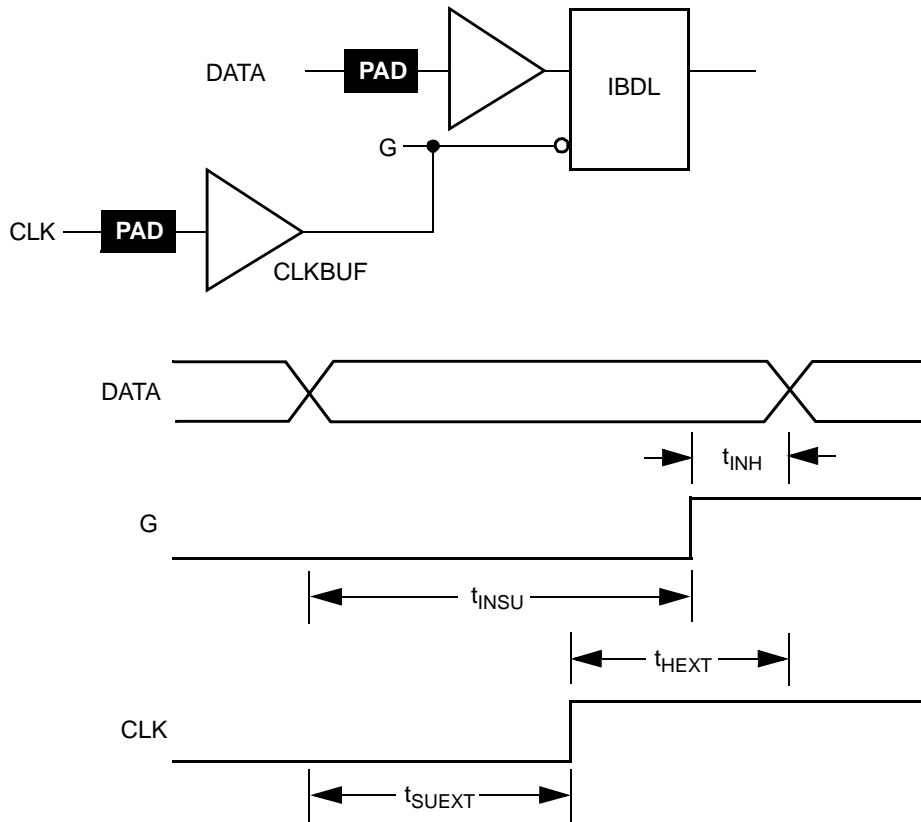 DATA
PAD
IBDL
G
CLK
PAD
CLKBUF
DATA
tINH
G
tINSU
tHEXT
CLK
tSUEXT